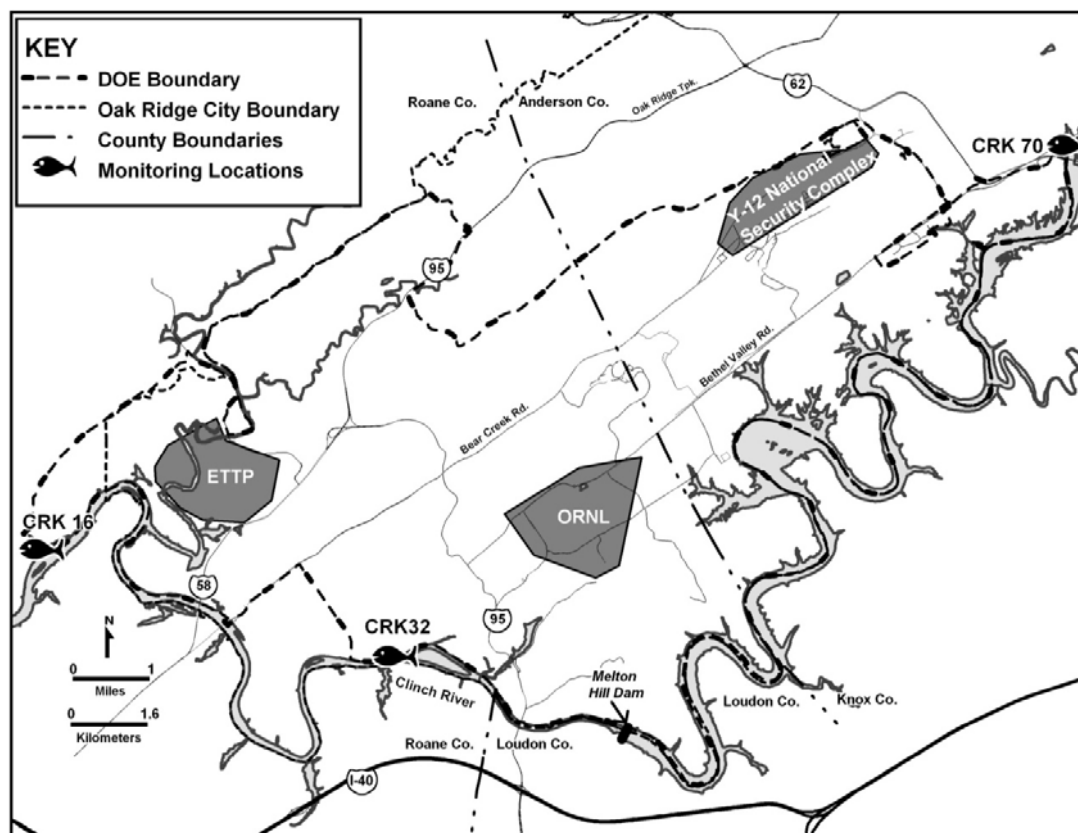 KEY
DOE Boundary
Oak Ridge City Boundary
County Boundaries
Monitoring Locations
Roane Co.
Anderson Co.
Oak Ridge Tpk.
62
CRK 70
Y-12 National
Security Complex
95
Bethel Valley Rd.
Bear Creek Rd.
ETTP
ORNL
CRK 16
58
95
N
0 1
Miles
0 1.6
Kilometers
CRK32
Clinch River
Melton
Hill Dam
Loudon Co.
Knox Co.
Roane Co.
Loudon Co.
I-40